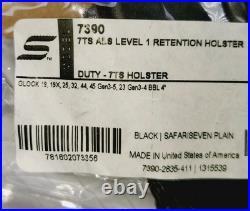 S
MODEL
7390
7TS ALS LEVEL 1 RETENTION HOLSTER
DUTY - 7TS HOLSTER
GLOCK 19, 19X, 25, 32, 44, 45 Gen3-5, 23 Gen3-4 BBL 4"
BLACK | SAFARISEVEN PLAIN
MADE IN United States of America
7390-2835-411 | 1315539
781602073356